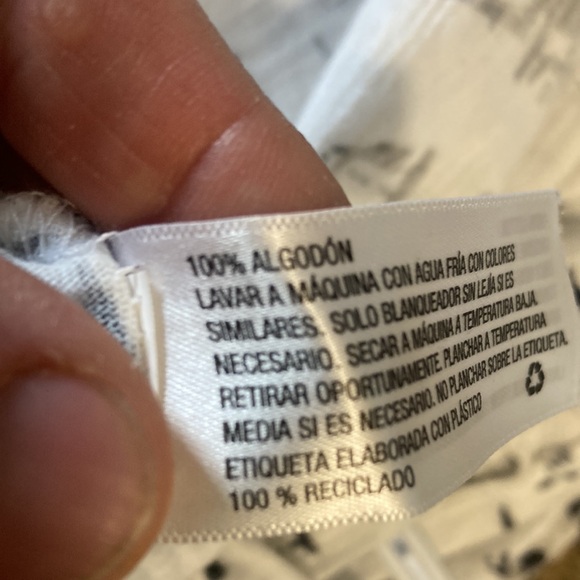 100% ALGODÓN
LAVAR A MÁQUINA CON AGUA FRÍA CON COLORES
SIMILARES. SOLO BLANQUEADOR SIN LEJÍA SI ES
NECESARIO. SECAR A MÁQUINA A TEMPERATURA BAJA.
RETIRAR OPORTUNAMENTE. PLANCHAR A TEMPERATURA
MEDIA SI ES NECESARIO. NO PLANCHAR SOBRE LA ETIQUETA.
ETIQUETA ELABORADA CON PLÁSTICO
100 % RECICLADO